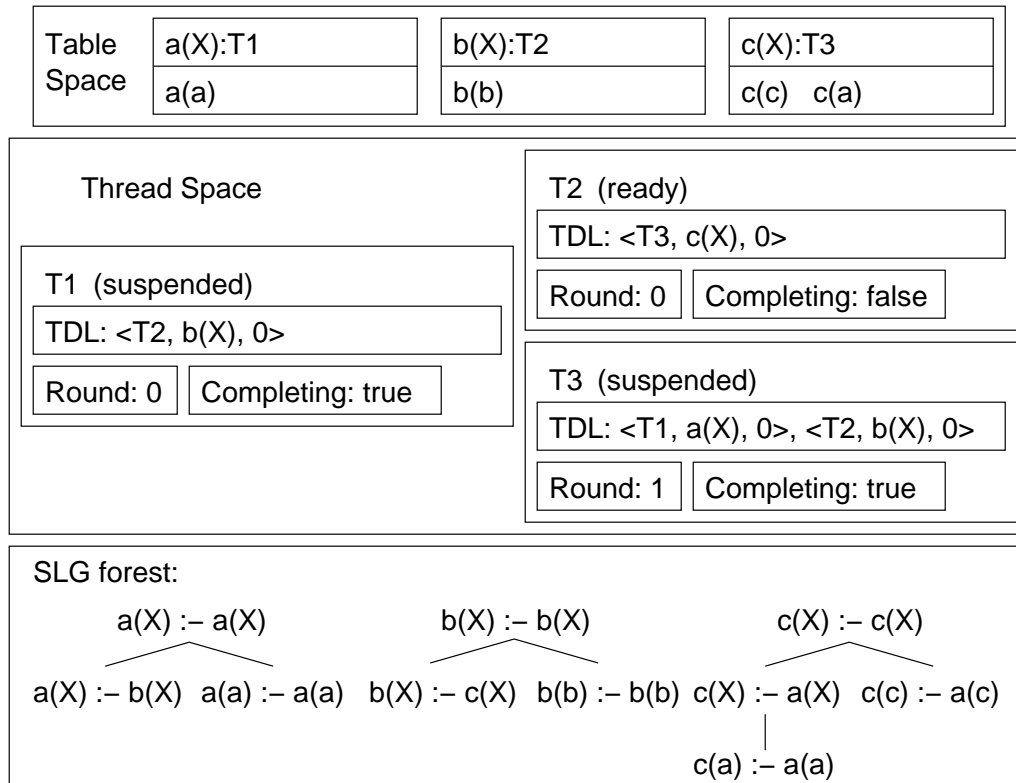 Table Space
a(X):T1
b(X):T2
c(X):T3
a(a)
b(b)
c(c) c(a)
Thread Space
T1 (suspended)
TDL: <T2, b(X), 0>
Round: 0
Completing: true
T2 (ready)
TDL: <T3, c(X), 0>
Round: 0
Completing: false
T3 (suspended)
TDL: <T1, a(X), 0>, <T2, b(X), 0>
Round: 1
Completing: true
SLG forest:
a(X) :− a(X)
b(X) :− b(X)
c(X) :− c(X)
a(X) :− b(X) a(a) :− a(a) b(X) :− c(X) b(b) :− b(b) c(X) :− a(X) c(c) :− a(c)
c(a) :− a(a)